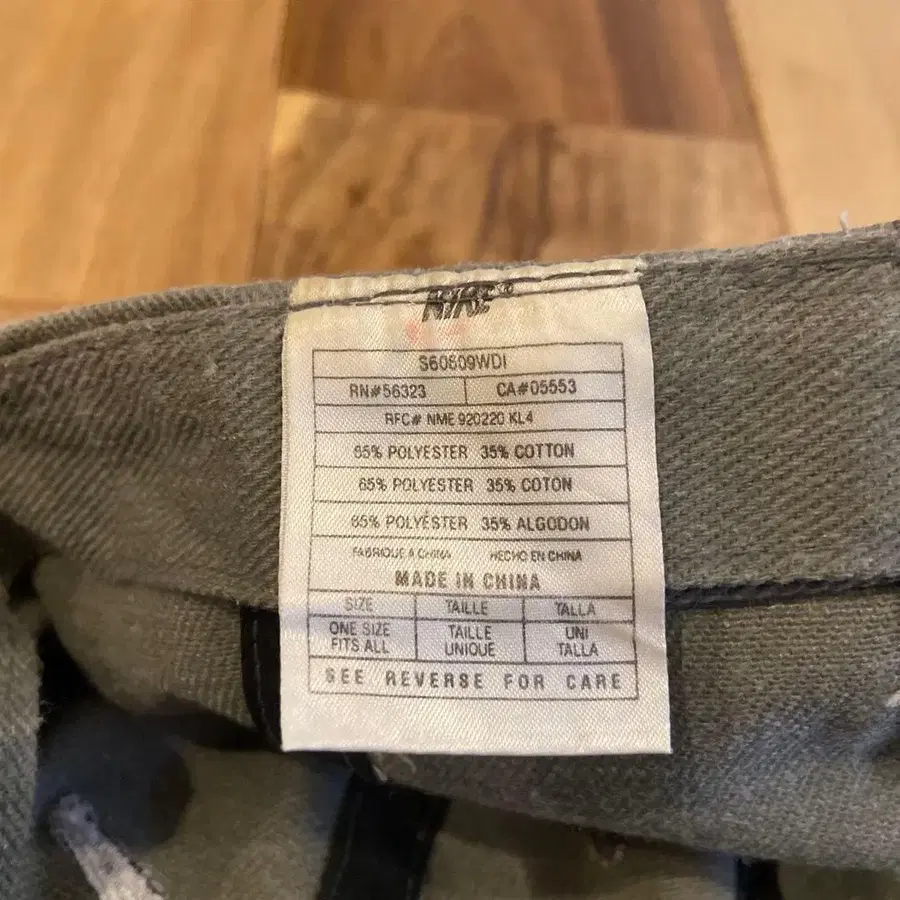 NIKE®
S60609WDI
RN#56323 CA#05553
RFC# NME 920220 KL4
65% POLYESTER 35% COTTON
65% POLYESTER 35% COTON
65% POLYÉSTER 35% ALGODON
FABRIQUE A CHINA HECHO EN CHINA
MADE IN CHINA
SIZE TAILLE TALLA
ONE SIZE FITS ALL TAILLE UNIQUE UNI TALLA
SEE REVERSE FOR CARE